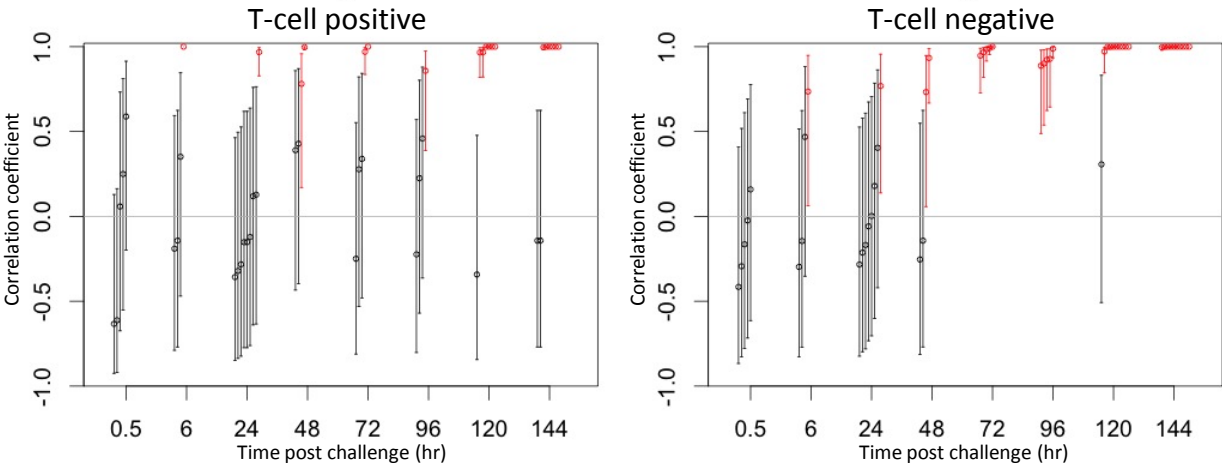 T-cell positive
Correlation coefficient
1.0
0.5
0.0
-0.5
-1.0
0.5 6 24 48 72 96 120 144
Time post challenge (hr)
T-cell negative
Correlation coefficient
1.0
0.5
0.0
-0.5
-1.0
0.5 6 24 48 72 96 120 144
Time post challenge (hr)